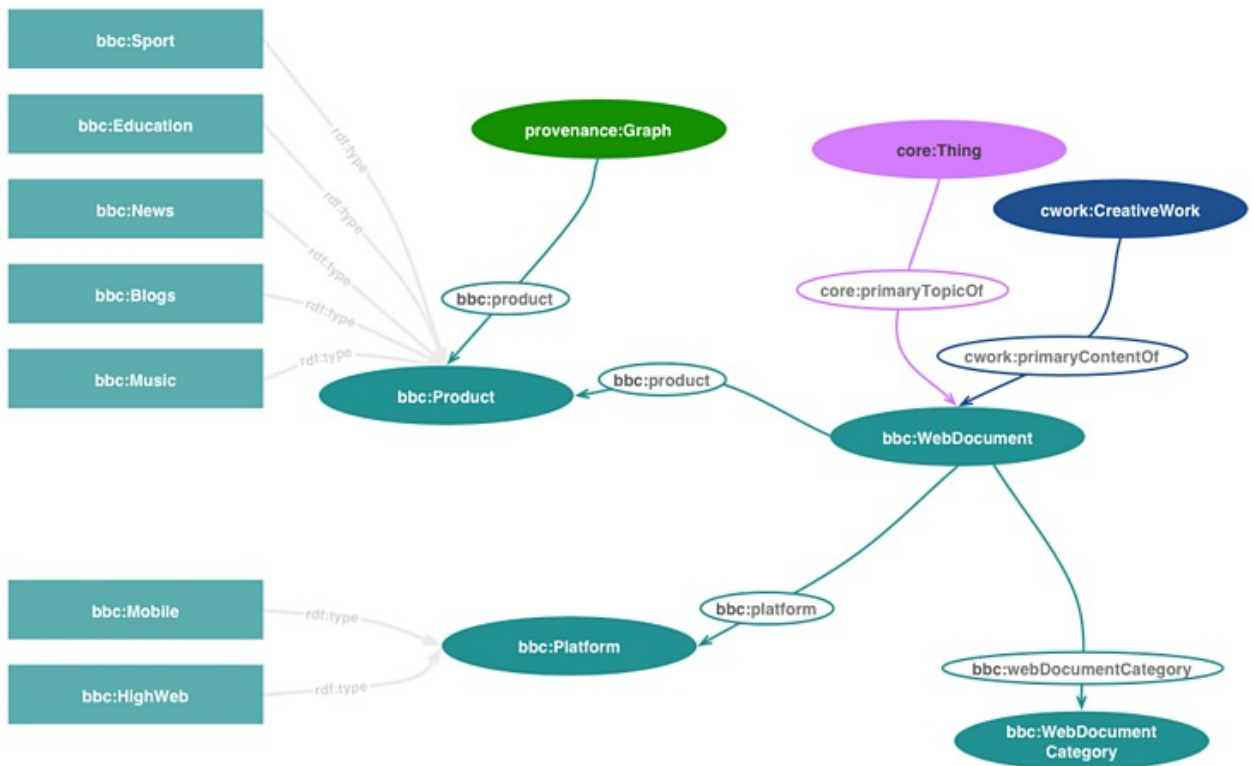 bbc:Sport
bbc:Education
bbc:News
bbc:Blogs
bbc:Music
rdf:type
rdf:type
rdf:type
rdf:type
rdf:type
provenance:Graph
bbc:product
bbc:Product
bbc:product
core:Thing
cwork:CreativeWork
core:primaryTopicOf
cwork:primaryContentOf
bbc:WebDocument
bbc:Mobile
bbc:HighWeb
rdf:type
rdf:type
bbc:Platform
bbc:platform
bbc:webDocumentCategory
bbc:WebDocument
Category